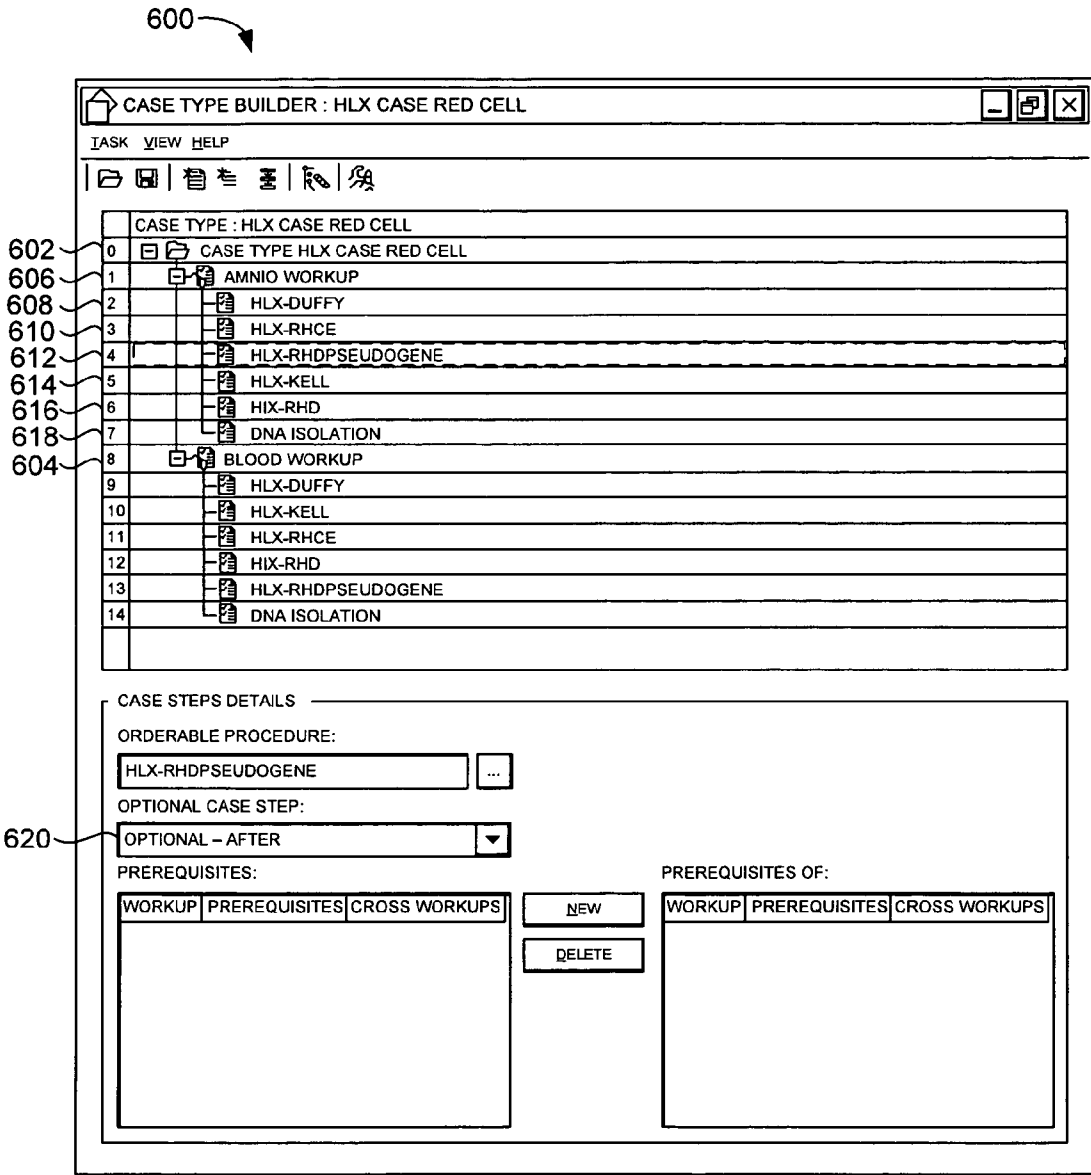 600
CASE TYPE BUILDER : HLX CASE RED CELL
TASK VIEW HELP
CASE TYPE : HLX CASE RED CELL
602 0 CASE TYPE HLX CASE RED CELL
606 1 AMNIO WORKUP
608 2 HLX-DUFFY
610 3 HLX-RHCE
612 4 HLX-RHDPSEUDOGENE
614 5 HLX-KELL
616 6 HIX-RHD
618 7 DNA ISOLATION
604 8 BLOOD WORKUP
9 HLX-DUFFY
10 HLX-KELL
11 HLX-RHCE
12 HIX-RHD
13 HLX-RHDPSEUDOGENE
14 DNA ISOLATION
CASE STEPS DETAILS
ORDERABLE PROCEDURE:
HLX-RHDPSEUDOGENE ...
OPTIONAL CASE STEP:
620 OPTIONAL – AFTER
PREREQUISITES: PREREQUISITES OF:
WORKUP PREREQUISITES CROSS WORKUPS NEW WORKUP PREREQUISITES CROSS WORKUPS
DELETE